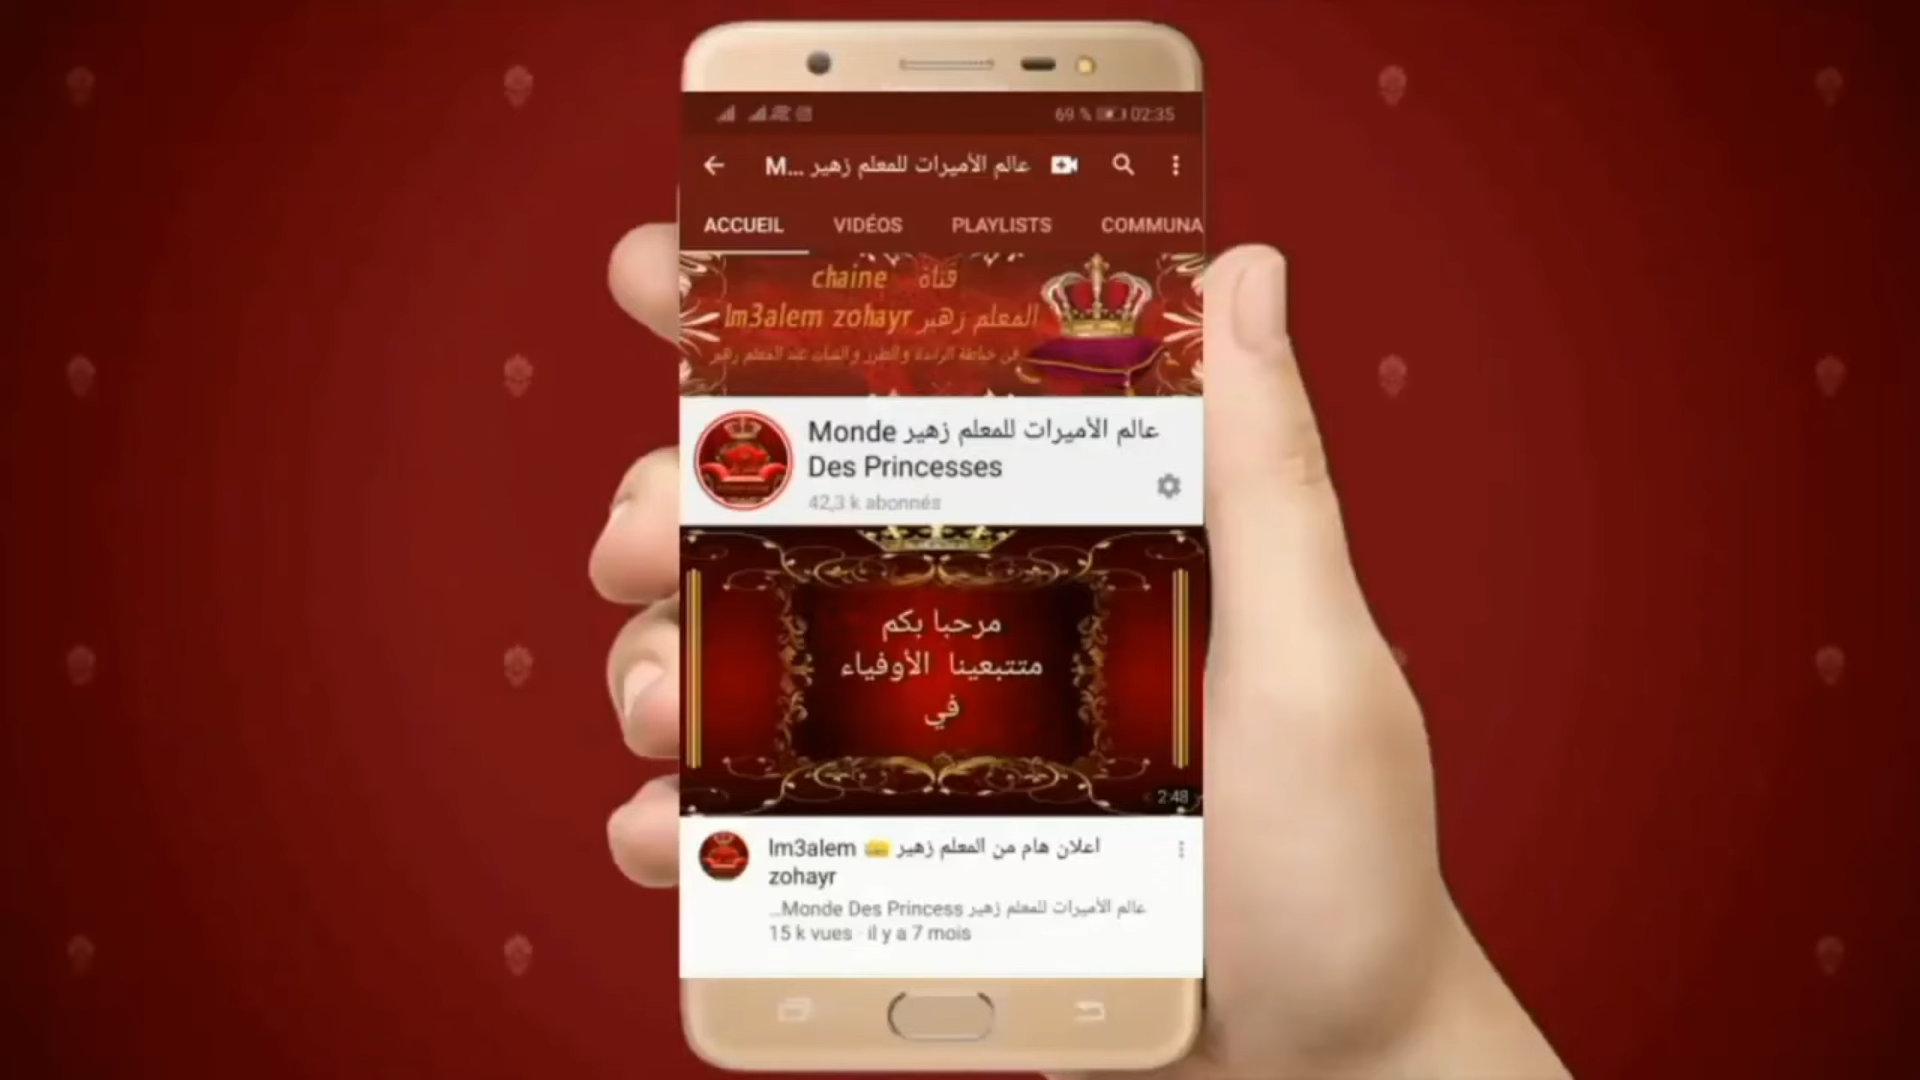 69 % 02:35
عالم الأميرات للمعلم زهير M...
ACCUEIL VIDÉOS PLAYLISTS COMMUNA
chaine قناة
lm3alem zohayr المعلم زهير
عالم الأميرات للمعلم زهير Monde
Des Princesses
42,3 k abonnés
مرحبا بكم
متتبعينا الأوفياء
في
2:48
اعلان هام من المعلم زهير lm3alem
zohayr
عالم الأميرات للمعلم زهير Monde Des Princess...
15 k vues · il y a 7 mois